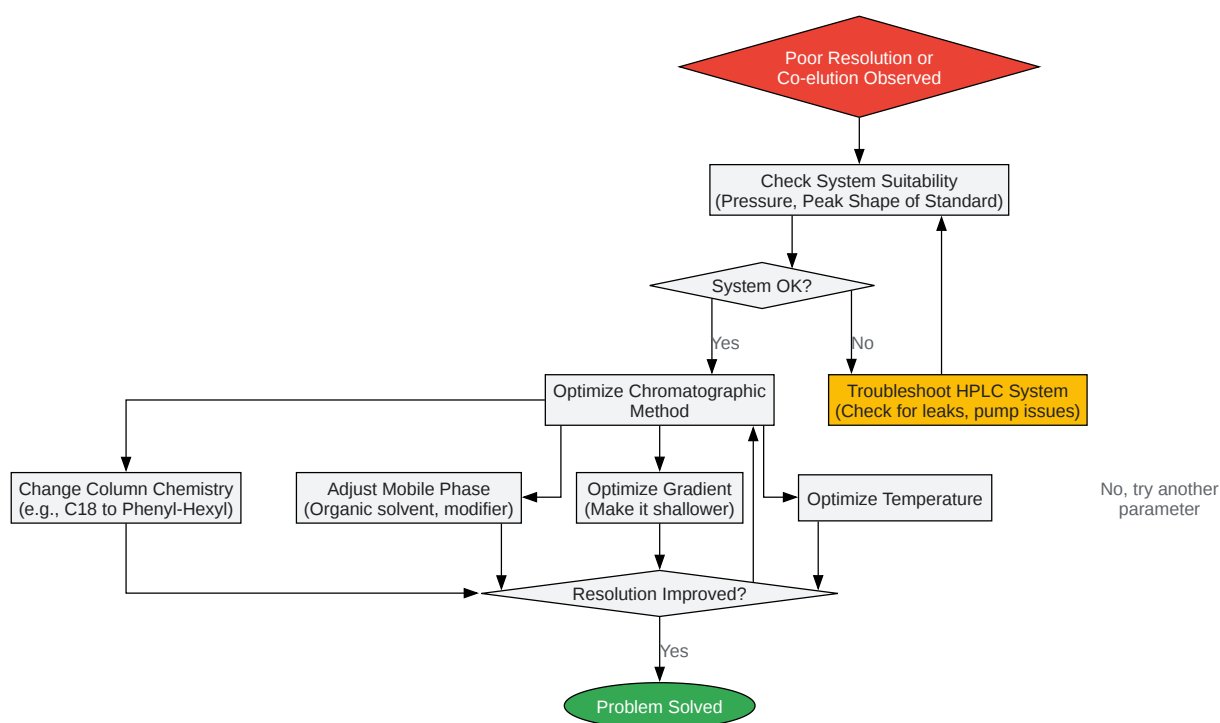 Poor Resolution or
Co-elution Observed
Check System Suitability
(Pressure, Peak Shape of Standard)
System OK?
Yes
No
Optimize Chromatographic
Method
Troubleshoot HPLC System
(Check for leaks, pump issues)
Change Column Chemistry
(e.g., C18 to Phenyl-Hexyl)
Adjust Mobile Phase
(Organic solvent, modifier)
Optimize Gradient
(Make it shallower)
Optimize Temperature
No, try another
parameter
Resolution Improved?
Yes
Problem Solved